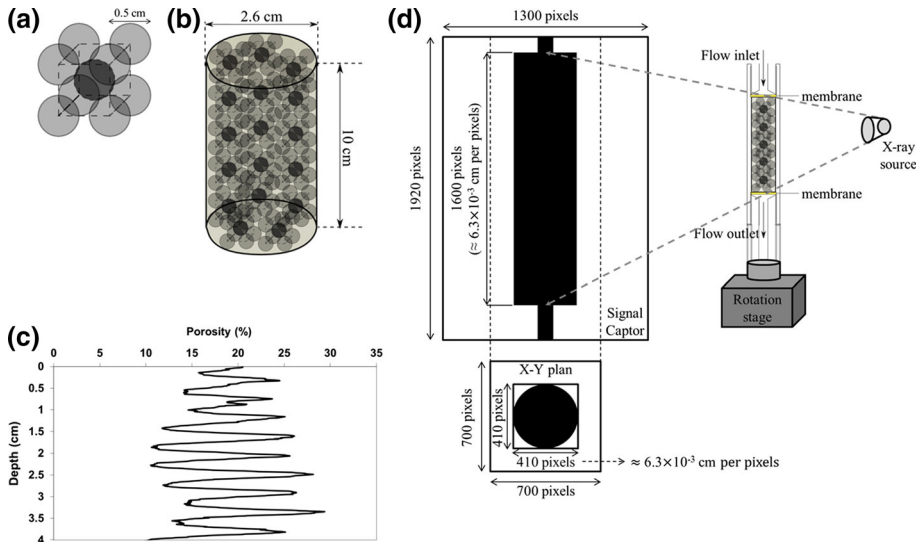 (a)
0.5 cm
(b)
2.6 cm
10 cm
(c)
Porosity (%)
0 5 10 15 20 25 30 35
Depth (cm)
0
0.5
1
1.5
2
2.5
3
3.5
4
(d)
1300 pixels
1920 pixels
1600 pixels
(≈ 6.3×10⁻³ cm per pixels)
Signal
Captor
Flow inlet
membrane
X-ray
source
membrane
Flow outlet
Rotation
stage
X-Y plan
700 pixels
410 pixels
410 pixels
≈ 6.3×10⁻³ cm per pixels
700 pixels